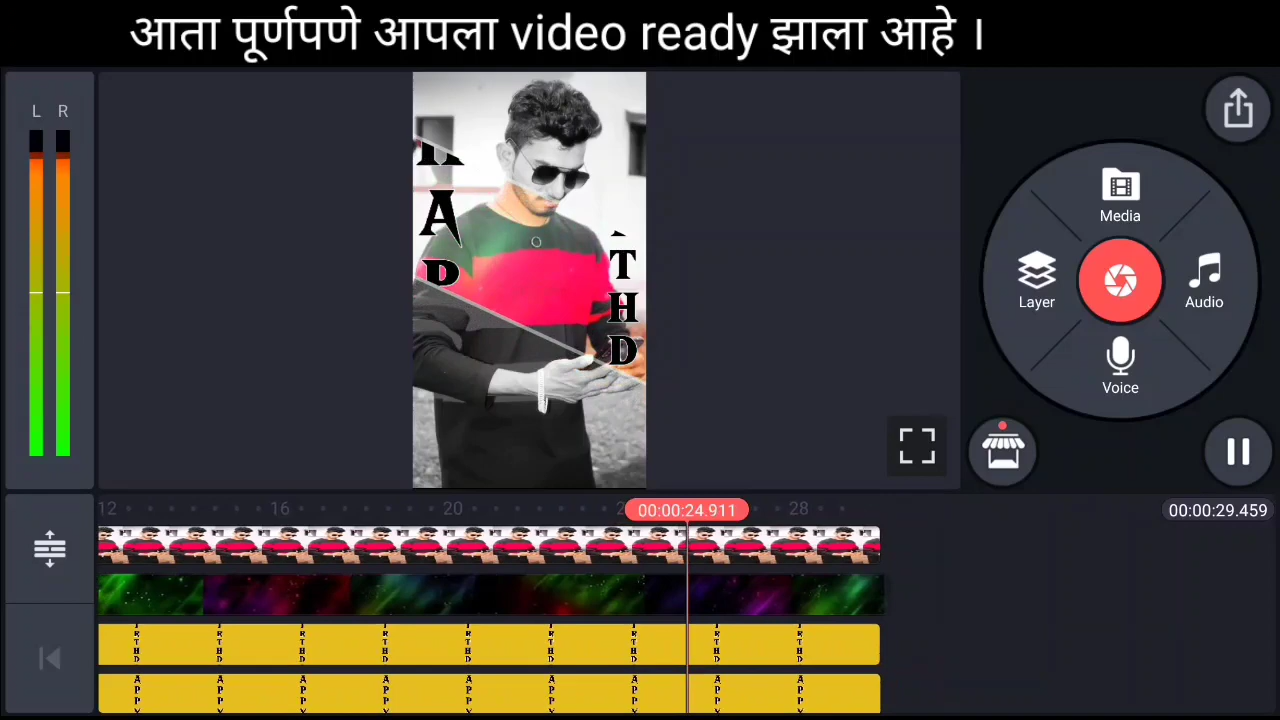 आता पूर्णपणे आपला video ready झाला आहे ।
L R
Media
Layer
Audio
Voice
A
P
T
H
D
12 16 20 28
00:00:24.911
00:00:29.459
R
T
H
D
A
P
P